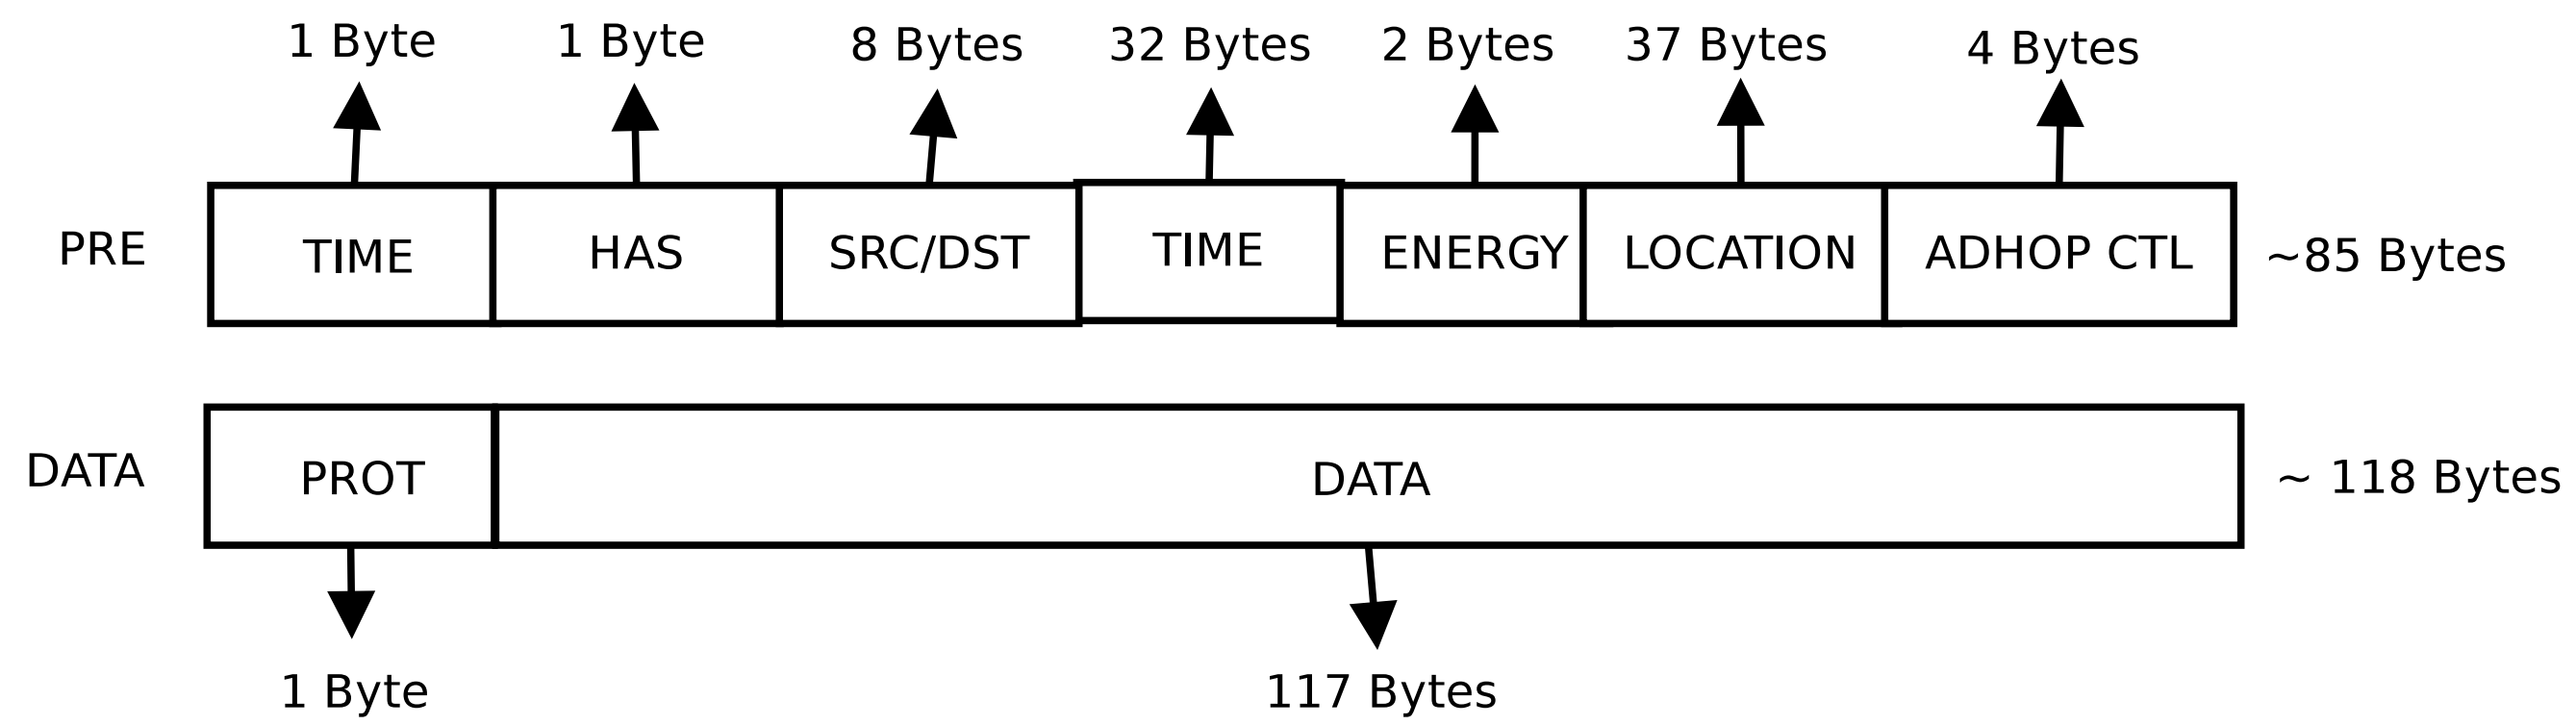 1 Byte 1 Byte 8 Bytes 32 Bytes 2 Bytes 37 Bytes 4 Bytes
PRE TIME HAS SRC/DST TIME ENERGY LOCATION ADHOP CTL ~85 Bytes
DATA PROT DATA ~ 118 Bytes
1 Byte 117 Bytes